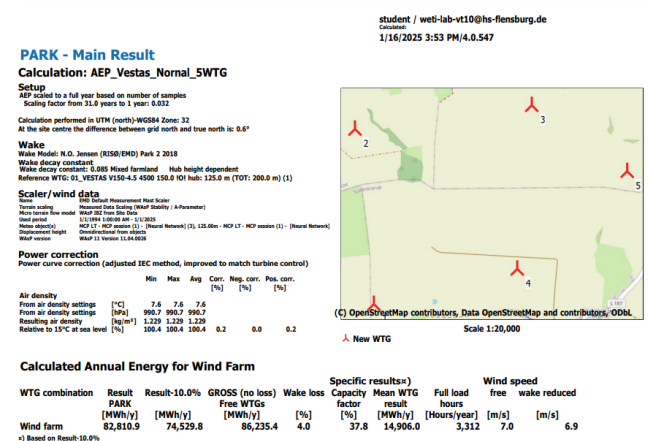 student / weti-lab-vt10@hs-flensburg.de
Calculated:
1/16/2025 3:53 PM/4.0.547
PARK - Main Result
Calculation: AEP_Vestas_Nornal_5WTG
Setup
AEP scaled to a full year based on number of samples
Scaling factor from 31.0 years to 1 year: 0.032
Calculation performed in UTM (north)-WGS84 Zone: 32
At the site centre the difference between grid north and true north is: 0.6°
Wake
Wake Model: N.O. Jensen (RISØ/EMD) Park 2 2018
Wake decay constant
Wake decay constant: 0.085 Mixed farmland Hub height dependent
Reference WTG: 01_VESTAS V150-4.5 4500 150.0 !O! hub: 125.0 m (TOT: 200.0 m) (1)
Scaler/wind data
Name EMD Default Measurement Mast Scaler
Terrain scaling Measured Data Scaling (WAsP Stability / A-Parameter)
Micro terrain flow model WAsP IBZ from Site Data
Used period 1/1/1994 1:00:00 AM - 1/1/2025
Meteo object(s) MCP LT - MCP session (1) - [Neural Network] (3), 125.00m - MCP LT - MCP session (1) - [Neural Network]
Displacement height Omnidirectional from objects
WAsP version WAsP 11 Version 11.04.0026
Power correction
Power curve correction (adjusted IEC method, improved to match turbine control)
Min Max Avg Corr. Neg. corr. Pos. corr.
[%] [%] [%]
Air density
From air density settings [°C] 7.6 7.6 7.6
From air density settings [hPa] 990.7 990.7 990.7
Resulting air density [kg/m³] 1.229 1.229 1.229
Relative to 15°C at sea level [%] 100.4 100.4 100.4 0.2 0.0 0.2
2
3
5
4
L 187
(C) OpenStreetMap contributors, Data OpenStreetMap and contributors, ODbL
Scale 1:20,000
New WTG
Calculated Annual Energy for Wind Farm
Specific results¤) Wind speed
WTG combination Result Result-10.0% GROSS (no loss) Wake loss Capacity Mean WTG Full load free wake reduced
PARK Free WTGs factor result hours
[MWh/y] [MWh/y] [MWh/y] [%] [%] [MWh/y] [Hours/year] [m/s] [m/s]
Wind farm 82,810.9 74,529.8 86,235.4 4.0 37.8 14,906.0 3,312 7.0 6.9
¤) Based on Result-10.0%